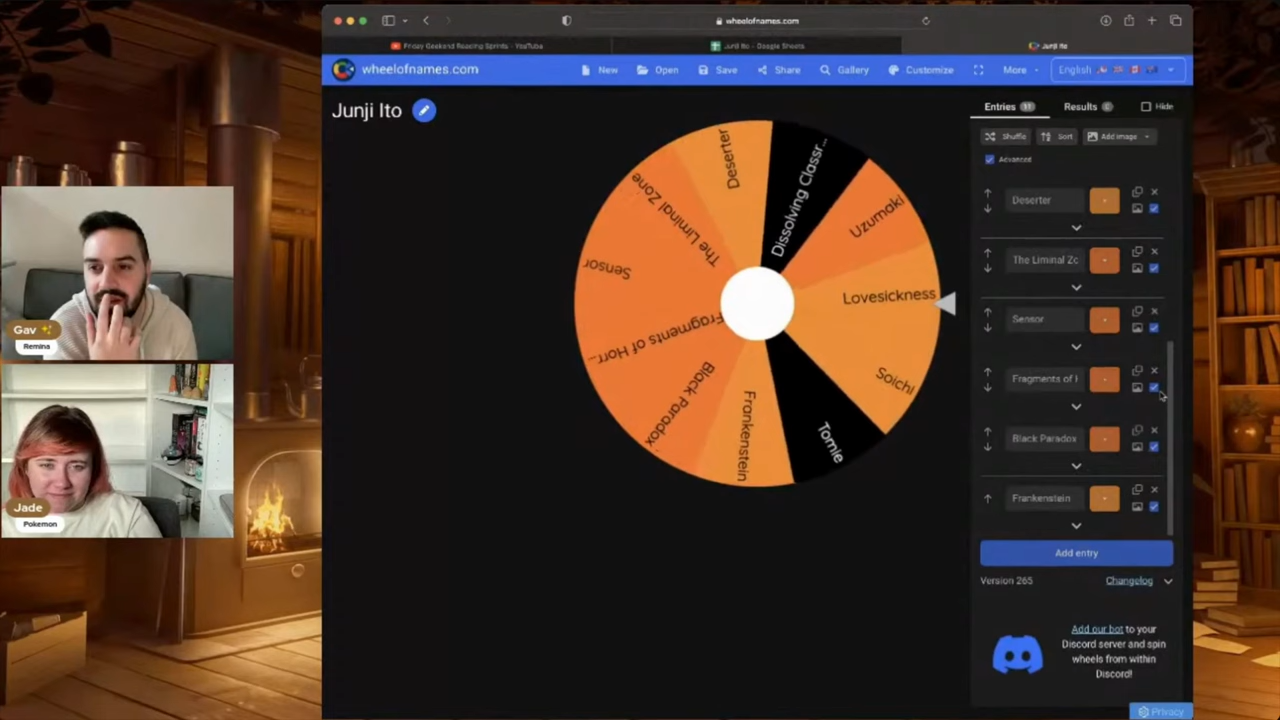 wheelofnames.com
Friday Geekend Reading Sprints - YouTube
Junji Ito - Google Sheets
Junji Ito
wheelofnames.com
New
Open
Save
Share
Gallery
Customize
More
English
Junji Ito
Entries 11
Results 0
Hide
Shuffle
Sort
Add image
Advanced
Deserter
The Liminal Zo
Sensor
Fragments of H
Black Paradox
Frankenstein
Add entry
Version 265
Changelog
Add our bot to your
Discord server and spin
wheels from within
Discord!
Privacy
Deserter
Dissolving Classr...
Uzumaki
Lovesickness
Soichi
Tomie
Frankenstein
Black Paradox
Fragments of Horr...
Sensor
The Liminal Zone
Gav ✨
Remina
Jade
Pokemon